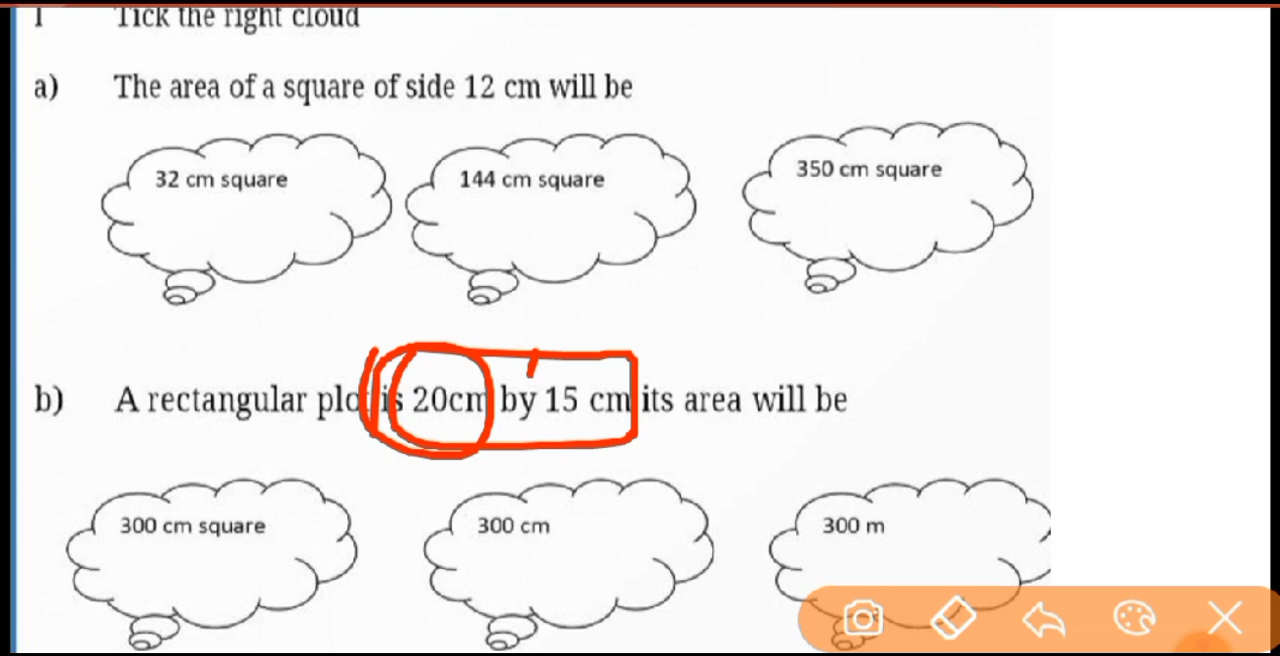 1 Tick the right cloud
a) The area of a square of side 12 cm will be
32 cm square 144 cm square 350 cm square
b) A rectangular plot is 20cm by 15 cm its area will be
300 cm square 300 cm 300 m